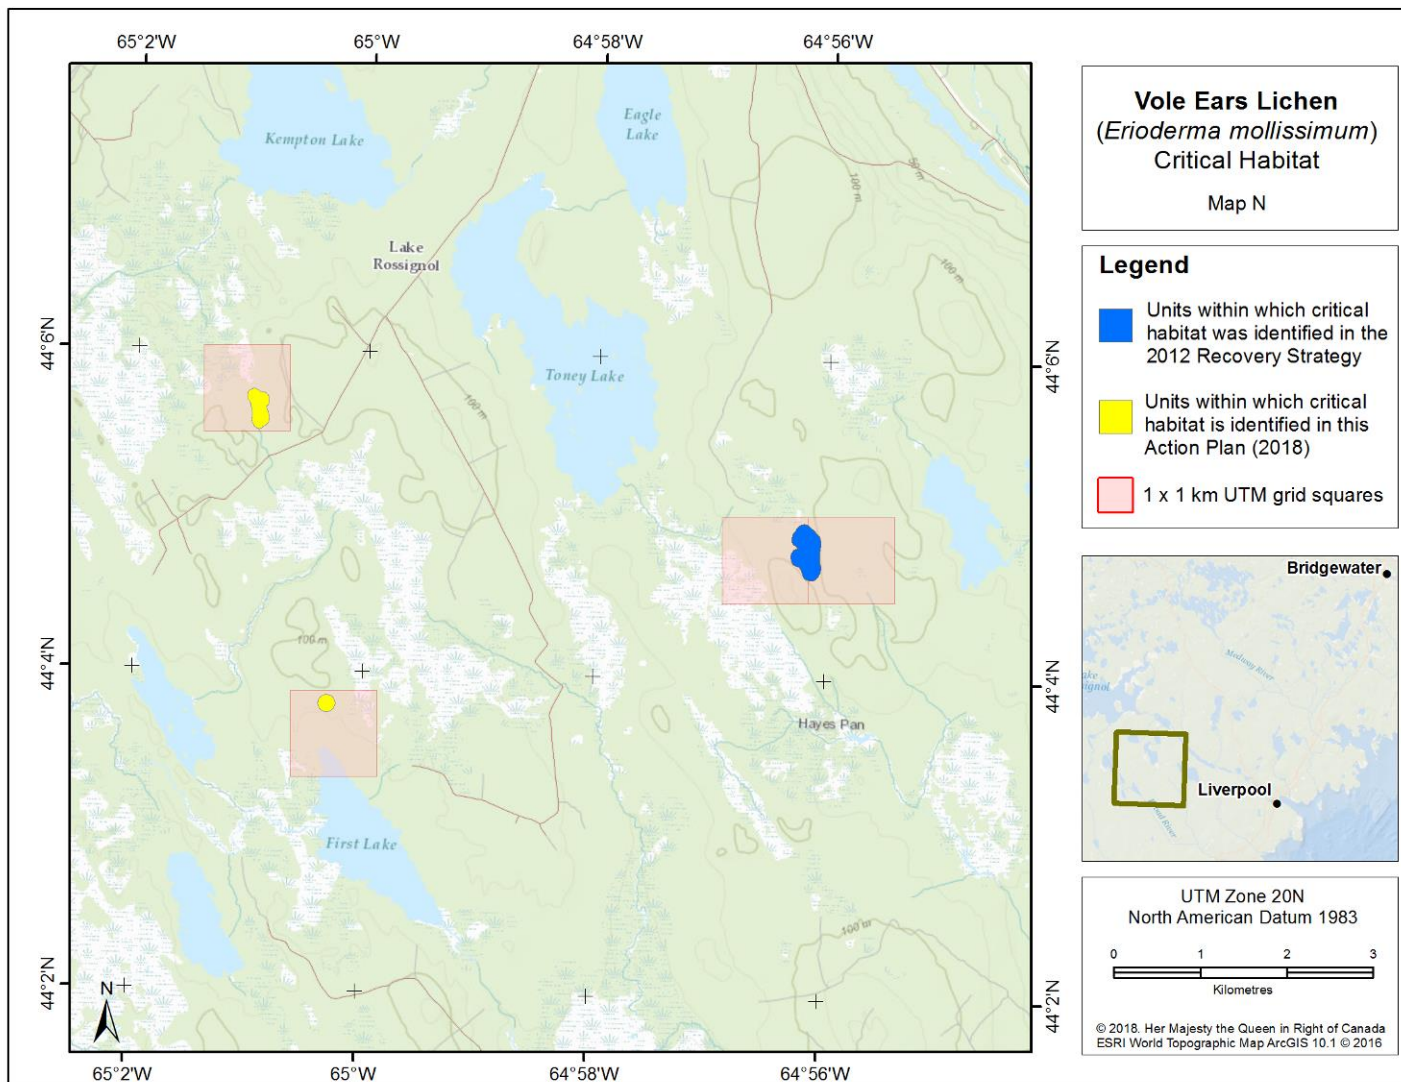 65°2'W 65°W 64°58'W 64°56'W
Kempton Lake
Eagle
Lake
50 m
100 m
100 m
Lake
Rossignol
44°6'N
44°6'N
Toney Lake
100 m
44°4'N
44°4'N
100 m
Hayes Pan
First Lake
100 m
44°2'N
44°2'N
N
65°2'W 65°W 64°58'W 64°56'W
Vole Ears Lichen
(Erioderma mollissimum)
Critical Habitat
Map N
Legend
Units within which critical
habitat was identified in the
2012 Recovery Strategy
Units within which critical
habitat is identified in this
Action Plan (2018)
1 x 1 km UTM grid squares
Bridgewater
Medway River
Liverpool
UTM Zone 20N
North American Datum 1983
0 1 2 3
Kilometres
© 2018. Her Majesty the Queen in Right of Canada
ESRI World Topographic Map ArcGIS 10.1 © 2016